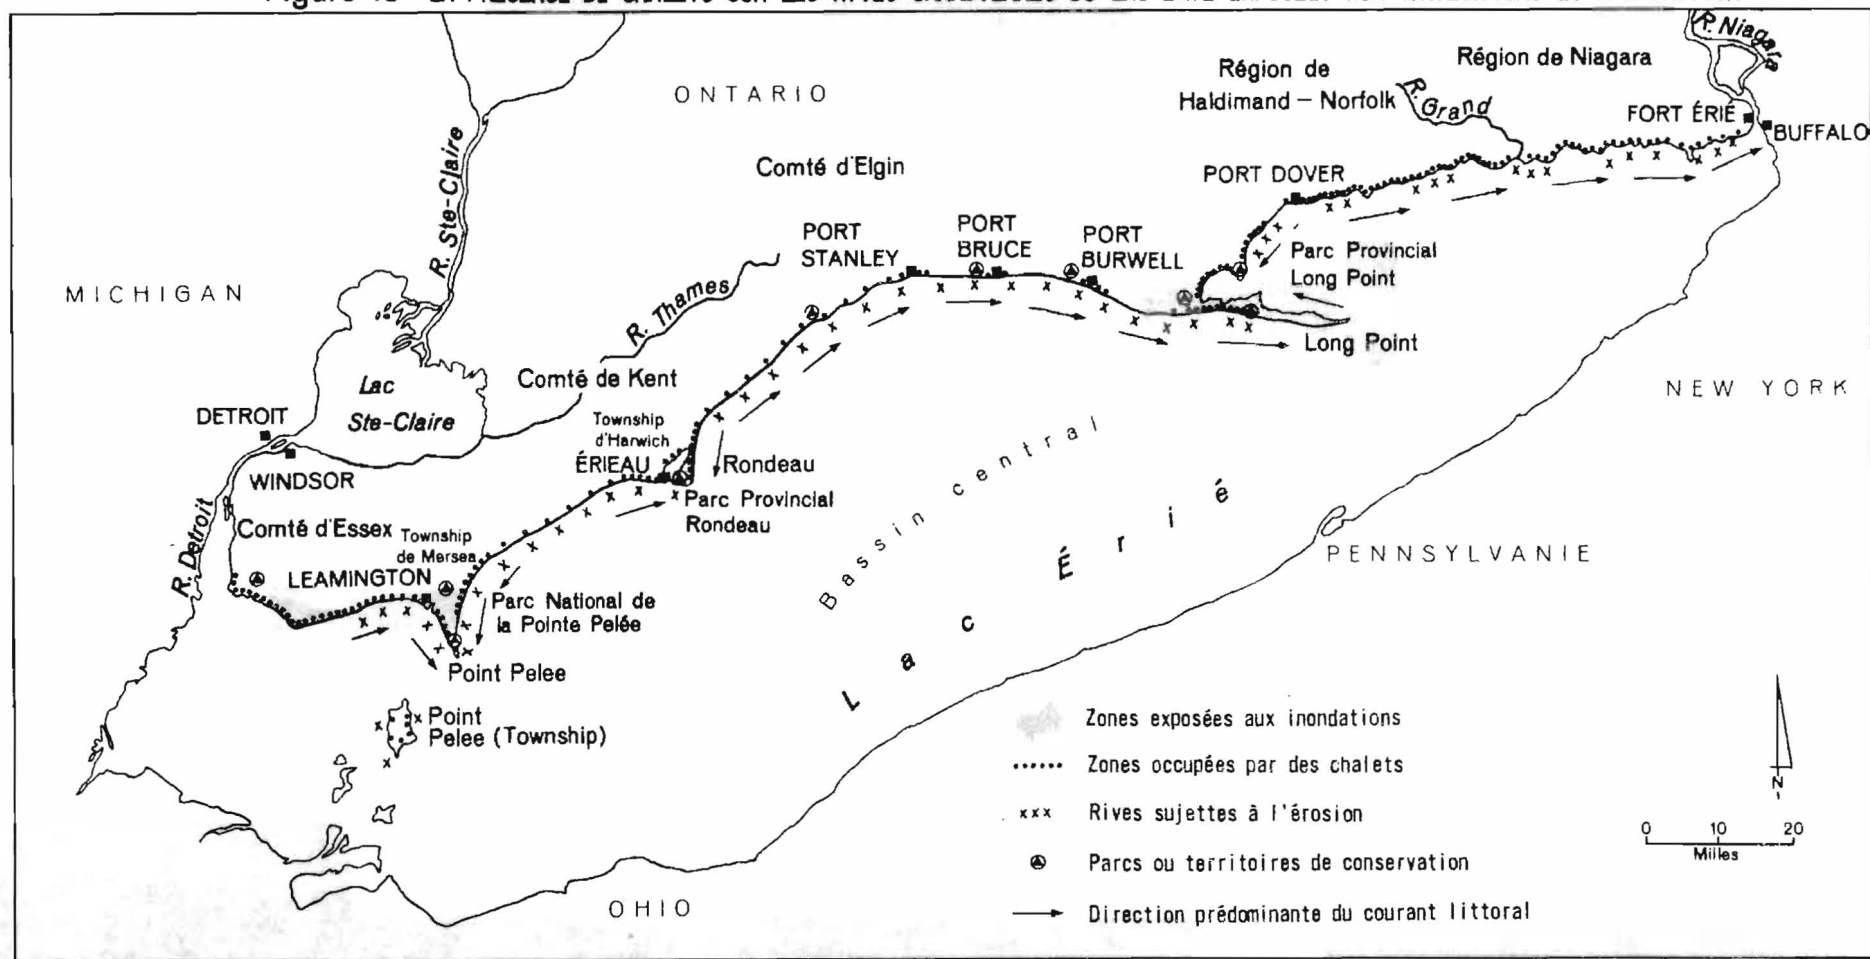 R. Niagara
Région de Niagara
Région de
Haldimand – Norfolk
R. Grand
ONTARIO
FORT ÉRIÉ
BUFFALO
R. Ste-Claire
Comté d'Elgin
PORT DOVER
PORT
STANLEY
PORT
BRUCE
PORT
BURWELL
Parc Provincial
Long Point
MICHIGAN
R. Thames
Long Point
Lac
Ste-Claire
Comté de Kent
NEW YORK
DETROIT
Township
d'Harwich
ÉRIEAU
Rondeau
Parc Provincial
Rondeau
WINDSOR
Bassin central
Lac Érié
R. Detroit
Comté d'Essex
Township
de Mersea
LEAMINGTON
PENNSYLVANIE
Parc National de
la Pointe Pelée
Point Pelee
Point
Pelee (Township)
Zones exposées aux inondations
Zones occupées par des chalets
xxx Rives sujettes à l'érosion
Parcs ou territoires de conservation
Direction prédominante du courant littoral
N
0 10 20
Milles
OHIO